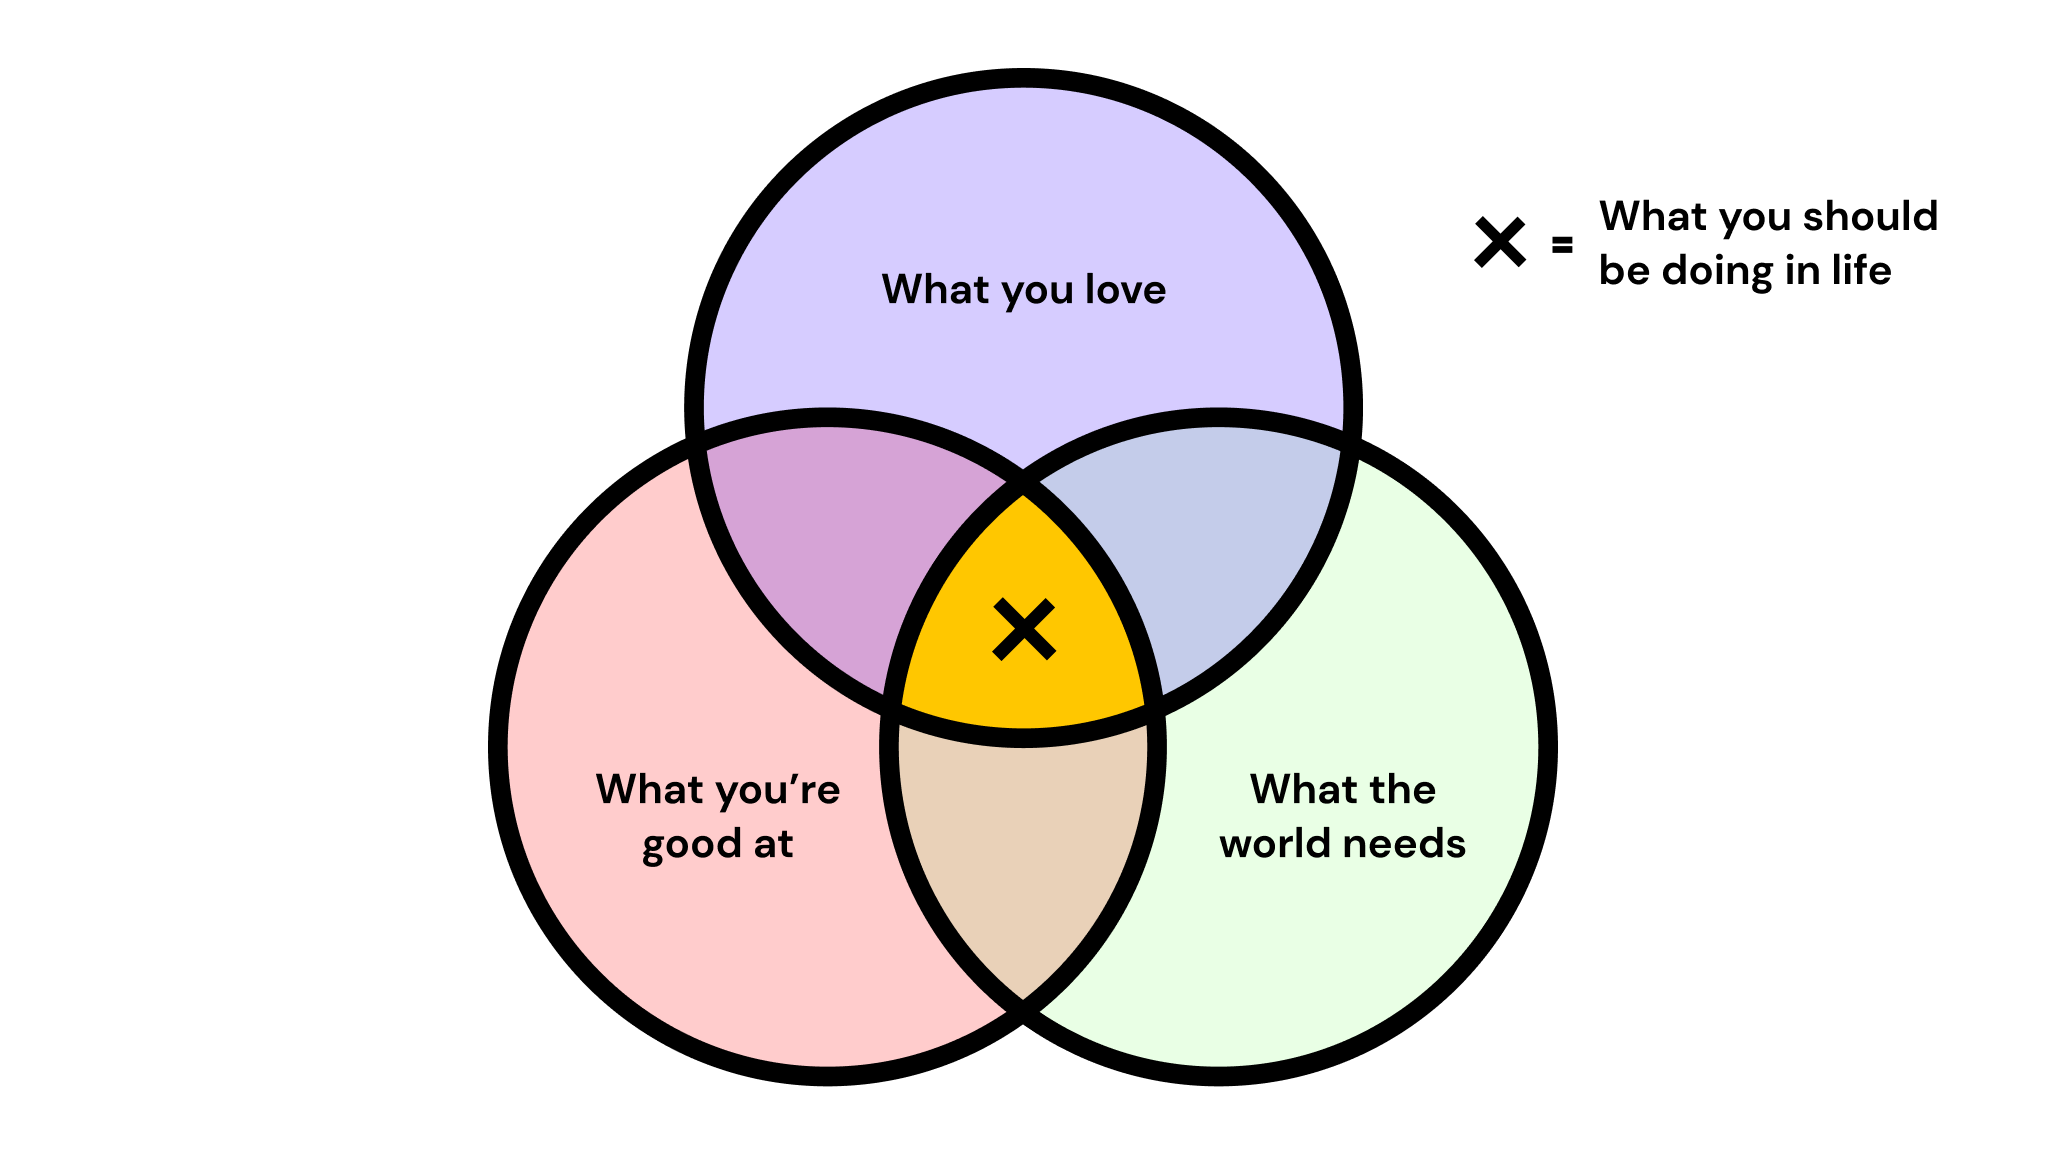 What you love
✕ = What you should
be doing in life
✕
What you’re
good at
What the
world needs